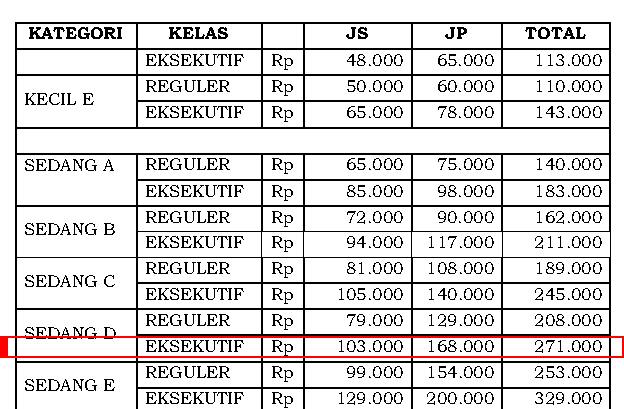 KATEGORI KELAS JS JP TOTAL
EKSEKUTIF Rp 48.000 65.000 113.000
KECIL E REGULER Rp 50.000 60.000 110.000
EKSEKUTIF Rp 65.000 78.000 143.000
SEDANG A REGULER Rp 65.000 75.000 140.000
EKSEKUTIF Rp 85.000 98.000 183.000
SEDANG B REGULER Rp 72.000 90.000 162.000
EKSEKUTIF Rp 94.000 117.000 211.000
SEDANG C REGULER Rp 81.000 108.000 189.000
EKSEKUTIF Rp 105.000 140.000 245.000
SEDANG D REGULER Rp 79.000 129.000 208.000
EKSEKUTIF Rp 103.000 168.000 271.000
SEDANG E REGULER Rp 99.000 154.000 253.000
EKSEKUTIF Rp 129.000 200.000 329.000